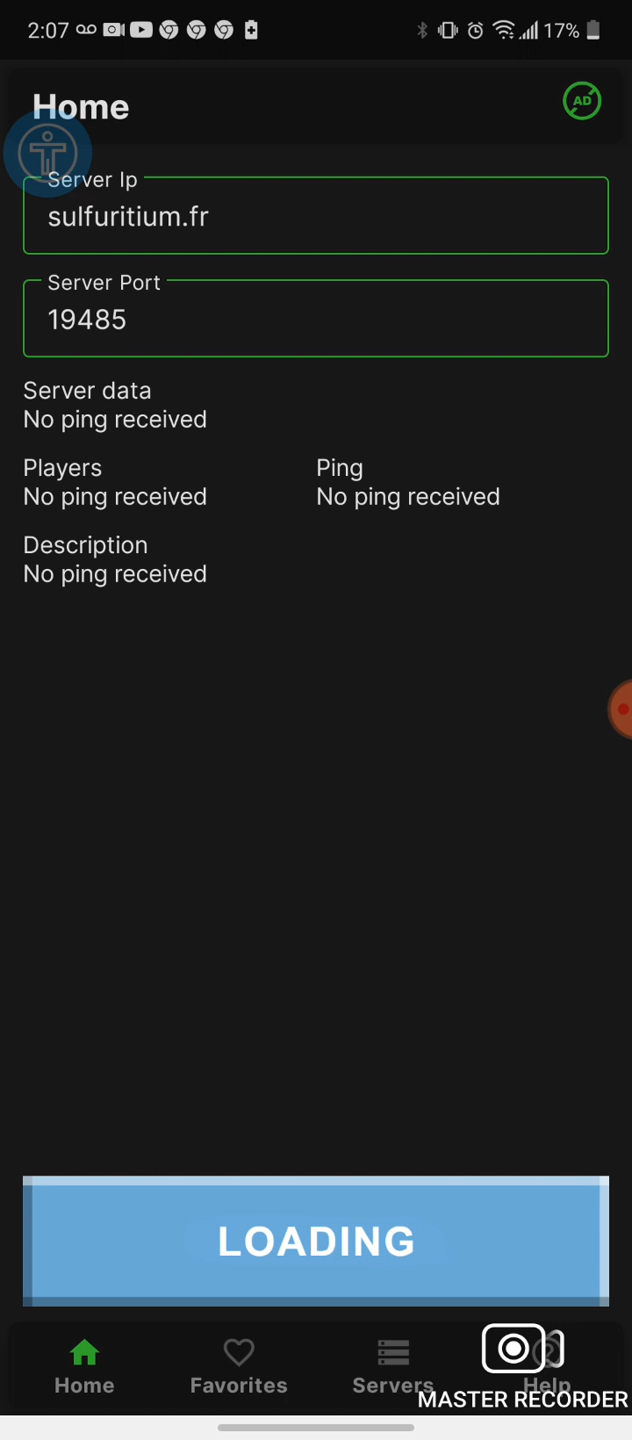 2:07 17%
Home
AD
Server Ip
sulfuritium.fr
Server Port
19485
Server data
No ping received
Players Ping
No ping received No ping received
Description
No ping received
LOADING
Home Favorites Servers Help
MASTER RECORDER